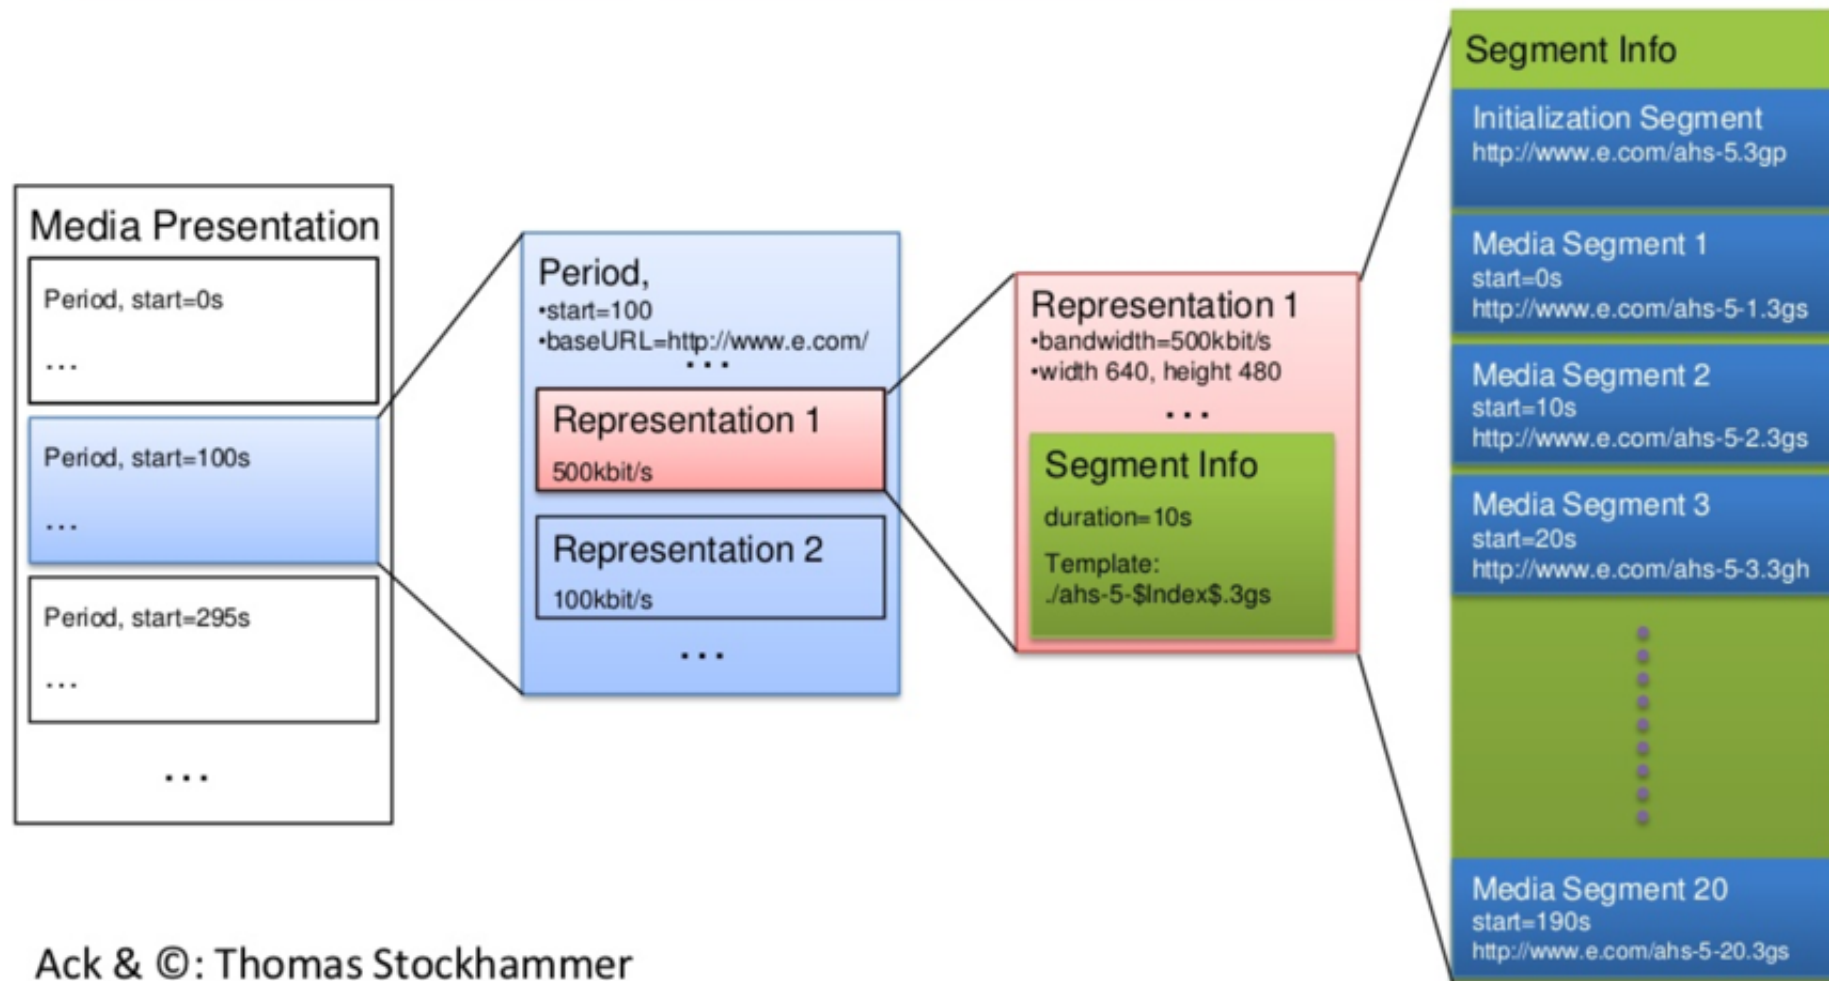 Media Presentation
Period, start=0s
...
Period, start=100s
...
Period, start=295s
...
...
Period,
•start=100
•baseURL=http://www.e.com/
...
Representation 1
500kbit/s
Representation 2
100kbit/s
...
Representation 1
•bandwidth=500kbit/s
•width 640, height 480
...
Segment Info
duration=10s
Template:
./ahs-5-$Index$.3gs
Segment Info
Initialization Segment
http://www.e.com/ahs-5.3gp
Media Segment 1
start=0s
http://www.e.com/ahs-5-1.3gs
Media Segment 2
start=10s
http://www.e.com/ahs-5-2.3gs
Media Segment 3
start=20s
http://www.e.com/ahs-5-3.3gh
Media Segment 20
start=190s
http://www.e.com/ahs-5-20.3gs
Ack & ©: Thomas Stockhammer